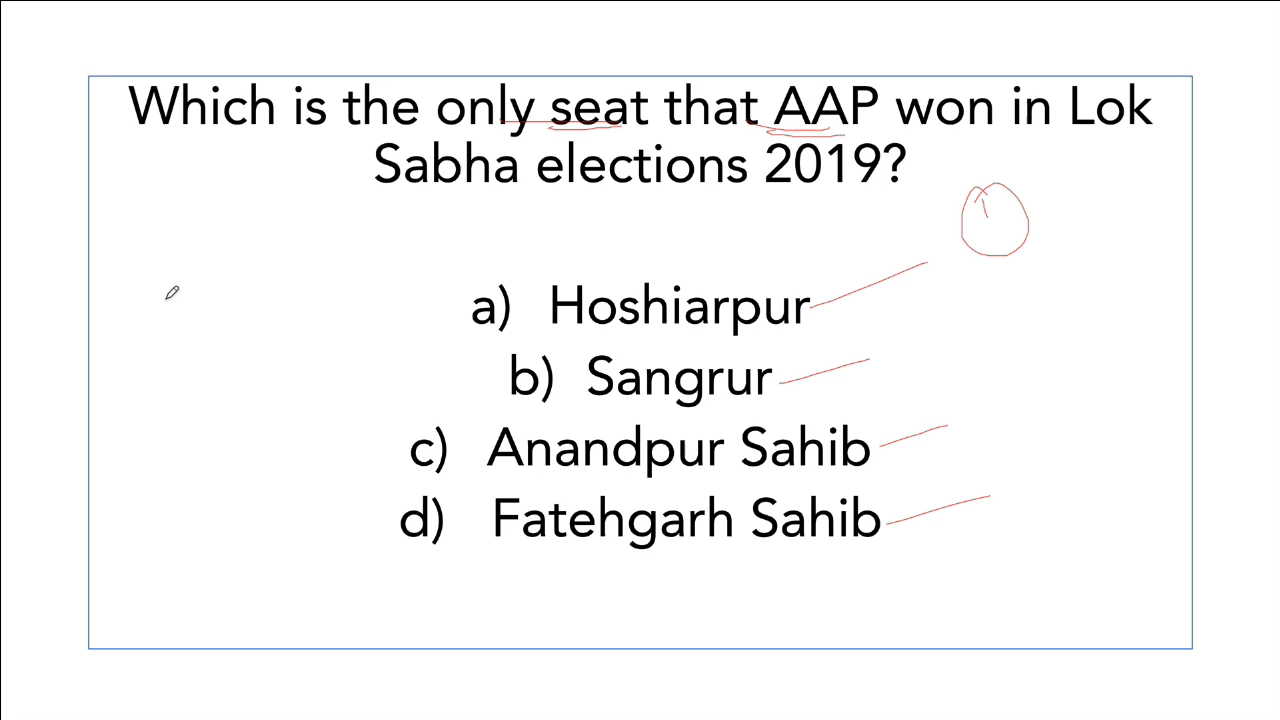 Which is the only seat that AAP won in Lok
Sabha elections 2019?
a) Hoshiarpur
b) Sangrur
c) Anandpur Sahib
d) Fatehgarh Sahib